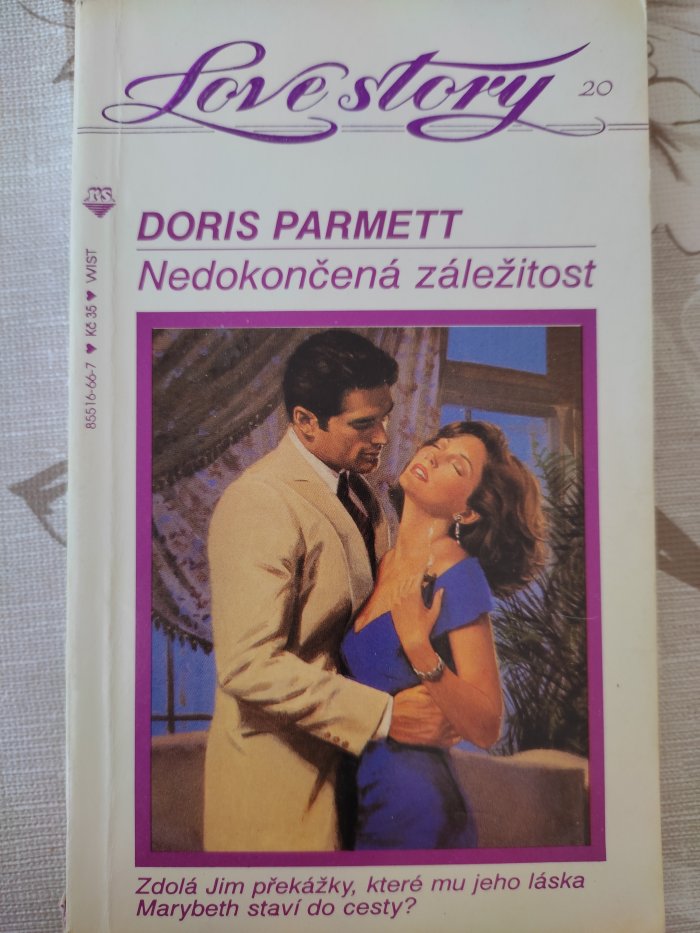 Love story 20
DORIS PARMETT
Nedokončená záležitost
85516-66-7 ♥ Kč 35 ♥ WIST
Zdolá Jim překážky, které mu jeho láska
Marybeth staví do cesty?